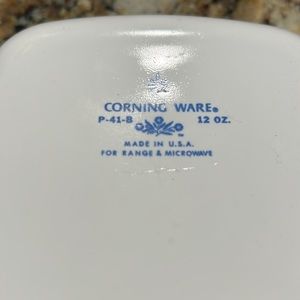 CORNING WARE®
P-41-B 12 OZ.
MADE IN U.S.A.
FOR RANGE & MICROWAVE